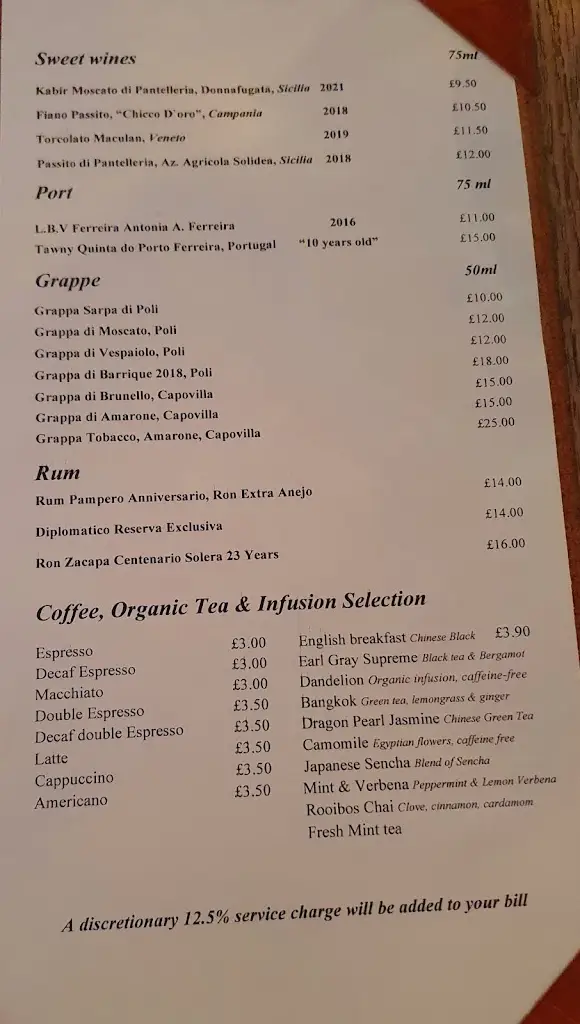 Sweet wines 75ml
Kabir Moscato di Pantelleria, Donnafugata, Sicilia 2021 £9.50
Fiano Passito, "Chicco D'oro", Campania 2018 £10.50
Torcolato Maculan, Veneto 2019 £11.50
Passito di Pantelleria, Az. Agricola Solidea, Sicilia 2018 £12.00
Port 75 ml
L.B.V Ferreira Antonia A. Ferreira 2016 £11.00
Tawny Quinta do Porto Ferreira, Portugal "10 years old" £15.00
Grappe 50ml
Grappa Sarpa di Poli £10.00
Grappa di Moscato, Poli £12.00
Grappa di Vespaiolo, Poli £12.00
Grappa di Barrique 2018, Poli £18.00
Grappa di Brunello, Capovilla £15.00
Grappa di Amarone, Capovilla £15.00
Grappa Tobacco, Amarone, Capovilla £25.00
Rum
Rum Pampero Anniversario, Ron Extra Anejo £14.00
Diplomatico Reserva Exclusiva £14.00
Ron Zacapa Centenario Solera 23 Years £16.00
Coffee, Organic Tea & Infusion Selection
Espresso £3.00
Decaf Espresso £3.00
Macchiato £3.00
Double Espresso £3.50
Decaf double Espresso £3.50
Latte £3.50
Cappuccino £3.50
Americano £3.50
English breakfast Chinese Black £3.90
Earl Gray Supreme Black tea & Bergamot
Dandelion Organic infusion, caffeine-free
Bangkok Green tea, lemongrass & ginger
Dragon Pearl Jasmine Chinese Green Tea
Camomile Egyptian flowers, caffeine free
Japanese Sencha Blend of Sencha
Mint & Verbena Peppermint & Lemon Verbena
Rooibos Chai Clove, cinnamon, cardamom
Fresh Mint tea
A discretionary 12.5% service charge will be added to your bill